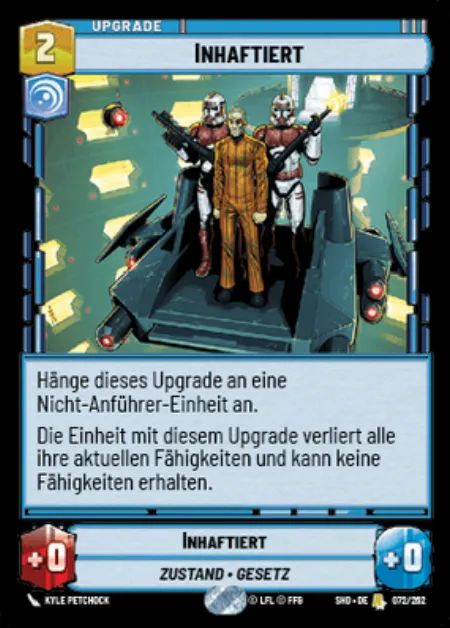 UPGRADE
2
INHAFTIERT
Hänge dieses Upgrade an eine
Nicht-Anführer-Einheit an.
Die Einheit mit diesem Upgrade verliert alle
ihre aktuellen Fähigkeiten und kann keine
Fähigkeiten erhalten.
+0
INHAFTIERT
+0
ZUSTAND • GESETZ
KYLE PETCHOCK
© LFL © FFG
SHD • DE
072/262